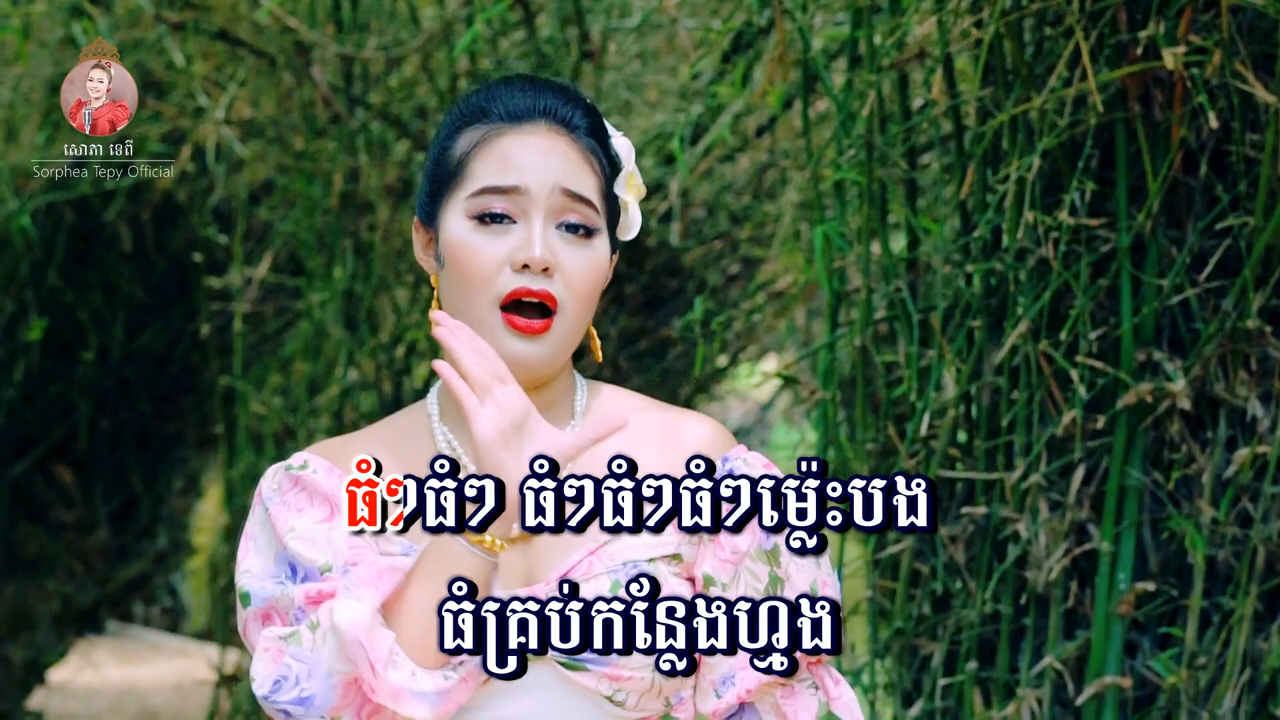 សោភា ទេពី
Sorphea Tepy Official
ធំៗធំៗ ធំៗធំៗធំៗម្ល៉េះបង
ធំគ្រប់កន្លែងហ្មង